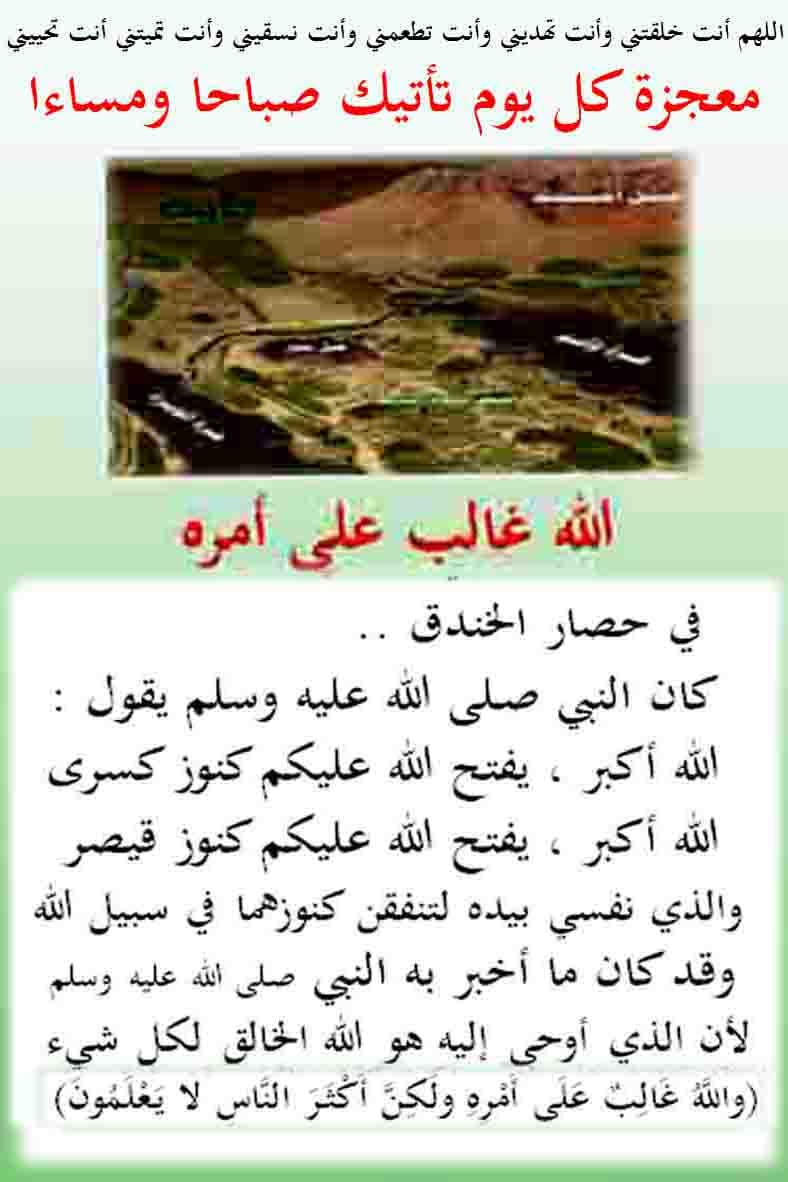 اللهم أنت خلقتني وأنت تهديني وأنت تطعمني وأنت تسقيني وأنت تميتني أنت تحييني
معجزة كل يوم تأتيك صباحا ومساءا
الله غالب على أمره
في حصار الخندق ..
كان النبي صلى الله عليه وسلم يقول :
الله أكبر ، يفتح الله عليكم كنوز كسرى
الله أكبر ، يفتح الله عليكم كنوز قيصر
والذي نفسي بيده لتنفقن كنوزهما في سبيل الله
وقد كان ما أخبر به النبي صلى الله عليه وسلم
لأن الذي أوحى إليه هو الله الخالق لكل شيء
(واللَّهُ غَالِبٌ عَلَى أَمْرِهِ ولَكِنَّ أَكْثَرَ النَّاسِ لا يَعْلَمُونَ)